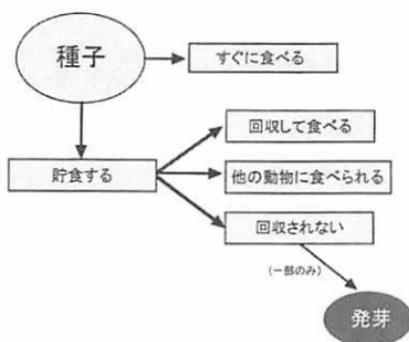 種子
すぐに食べる
回収して食べる
貯食する
他の動物に食べられる
回収されない
(一部のみ)
発芽